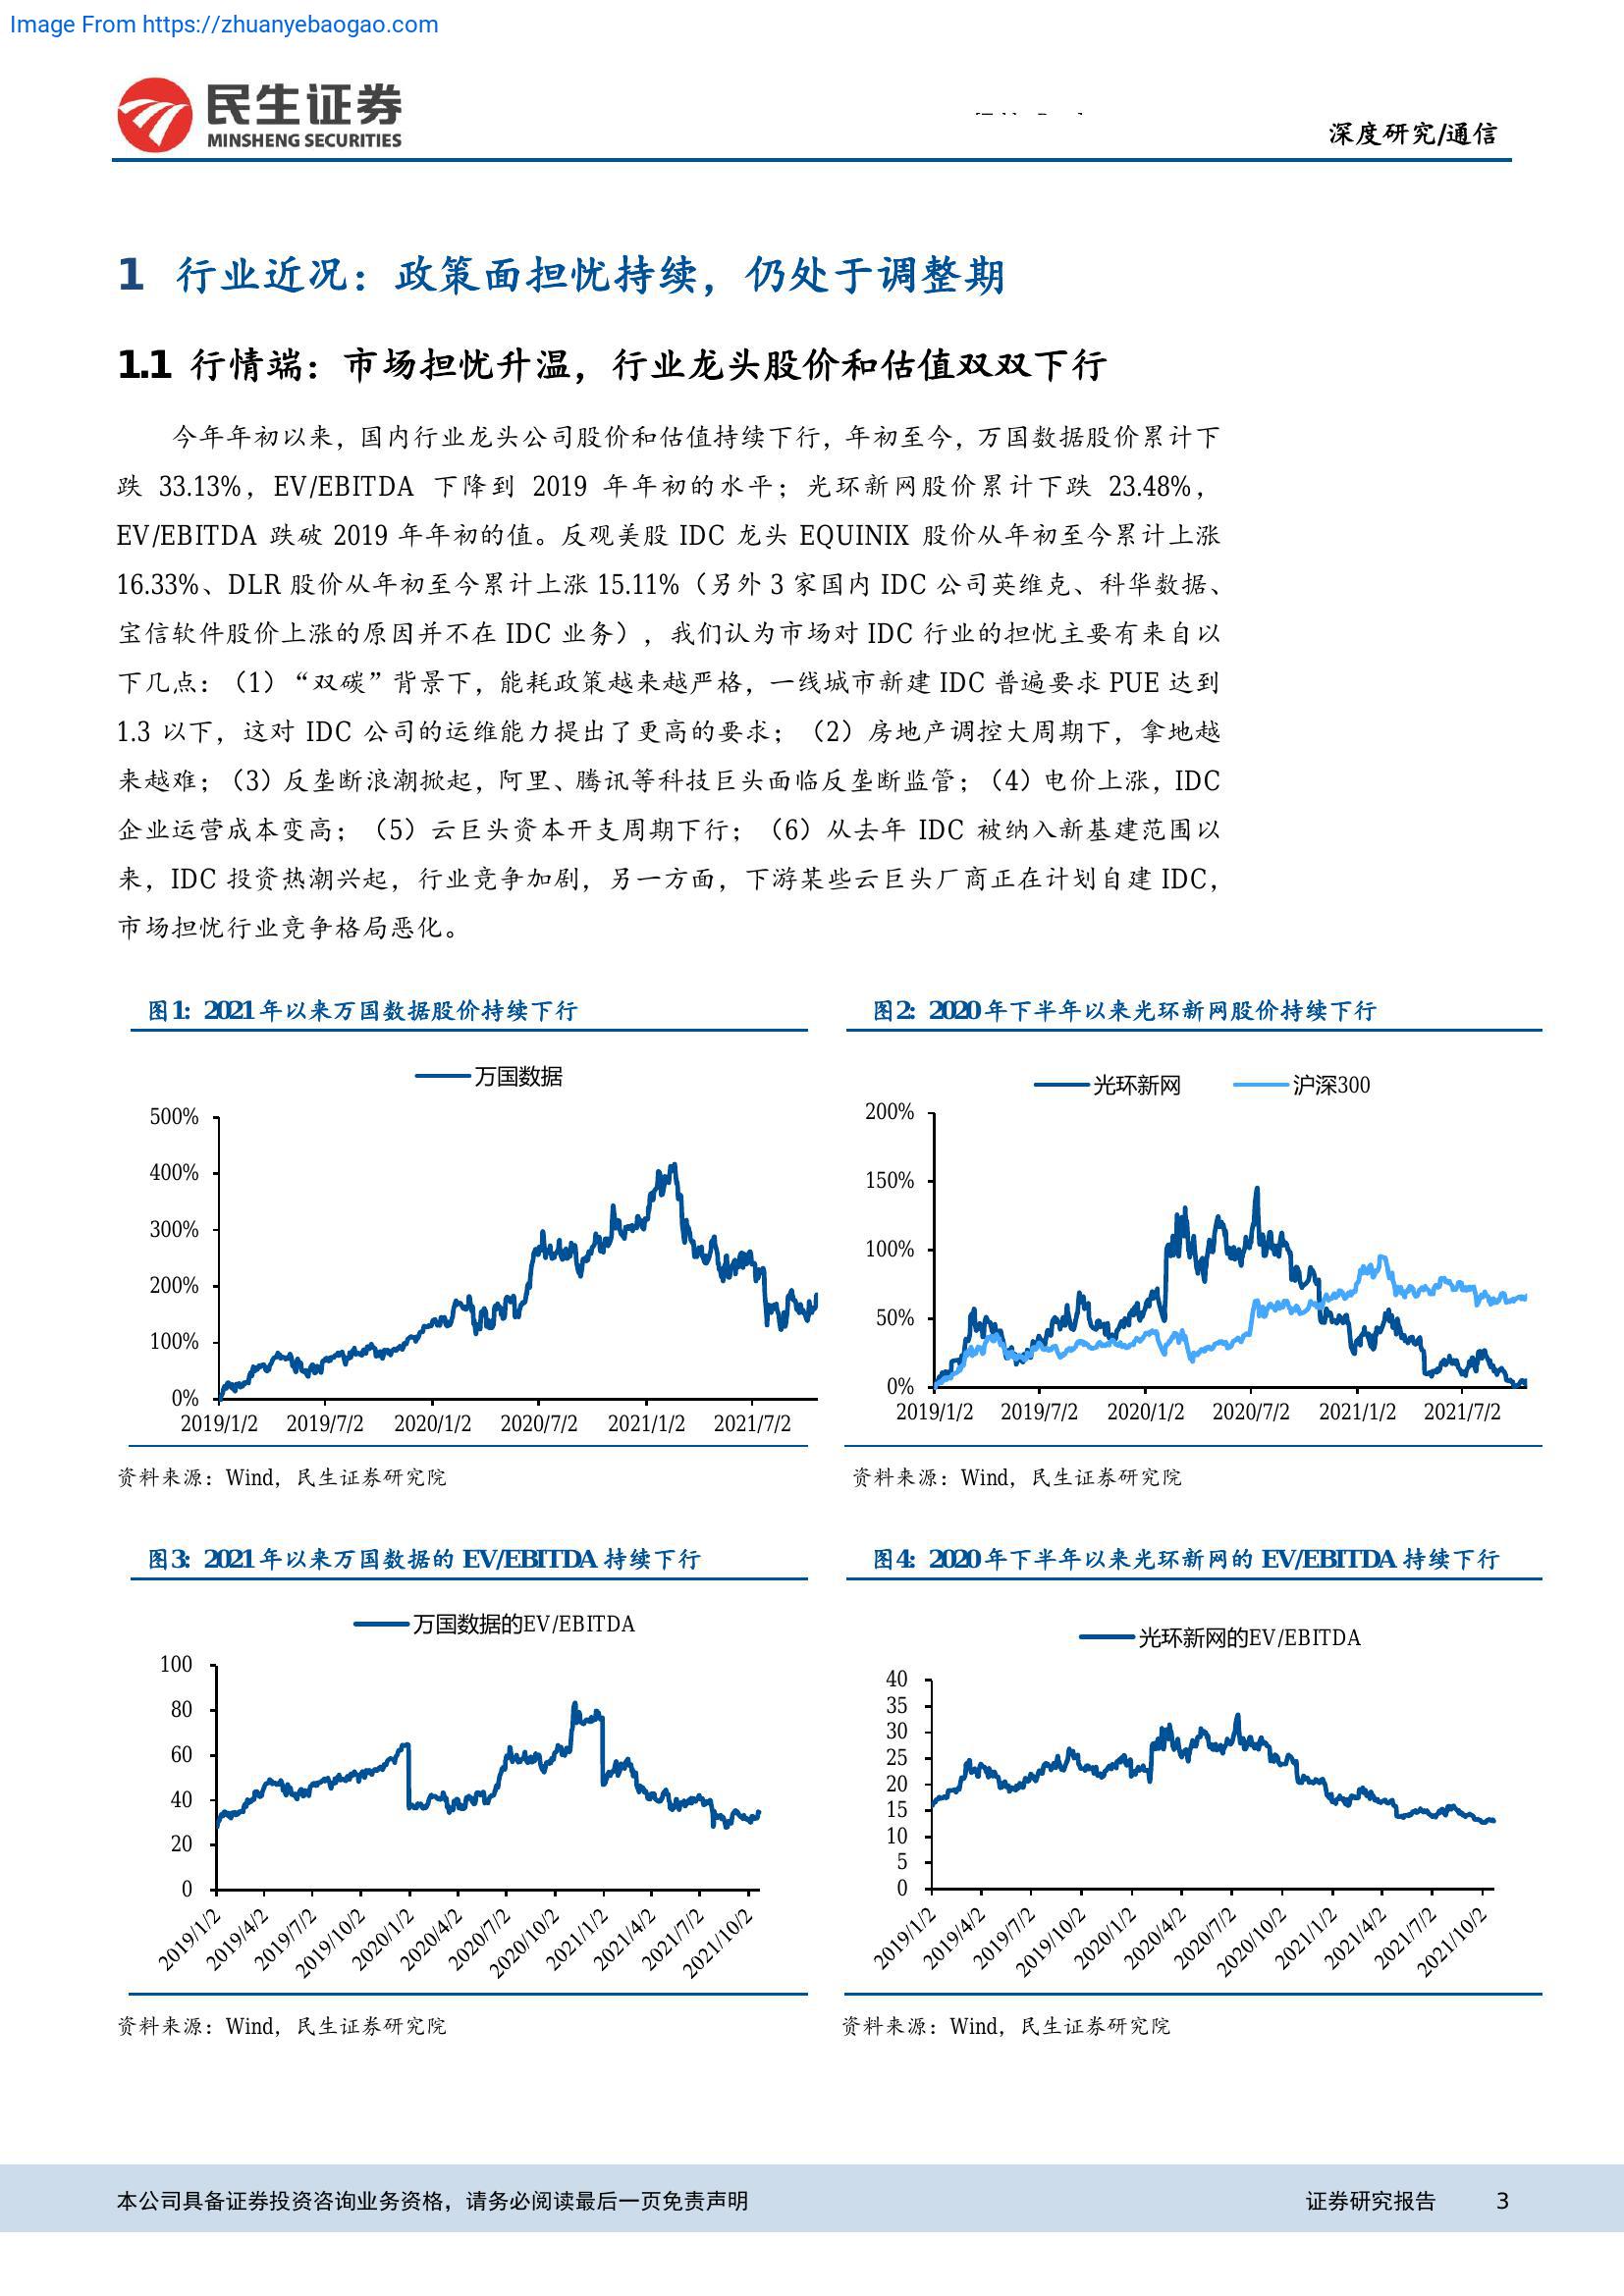 Image From https://zhuanyebaogao.com
民生证券
MINSHENG SECURITIES
深度研究/通信
1 行业近况：政策面担忧持续，仍处于调整期
1.1 行情端：市场担忧升温，行业龙头股价和估值双双下行
今年年初以来，国内行业龙头公司股价和估值持续下行，年初至今，万国数据股价累计下
跌 33.13%，EV/EBITDA 下降到 2019 年年初的水平；光环新网股价累计下跌 23.48%，
EV/EBITDA 跌破 2019 年年初的值。反观美股 IDC 龙头 EQUINIX 股价从年初至今累计上涨
16.33%、DLR 股价从年初至今累计上涨 15.11%（另外 3 家国内 IDC 公司英维克、科华数据、
宝信软件股价上涨的原因并不在 IDC 业务），我们认为市场对 IDC 行业的担忧主要有来自以
下几点：（1）“双碳”背景下，能耗政策越来越严格，一线城市新建 IDC 普遍要求 PUE 达到
1.3 以下，这对 IDC 公司的运维能力提出了更高的要求；（2）房地产调控大周期下，拿地越
来越难；（3）反垄断浪潮掀起，阿里、腾讯等科技巨头面临反垄断监管；（4）电价上涨，IDC
企业运营成本变高；（5）云巨头资本开支周期下行；（6）从去年 IDC 被纳入新基建范围以
来，IDC 投资热潮兴起，行业竞争加剧，另一方面，下游某些云巨头厂商正在计划自建 IDC，
市场担忧行业竞争格局恶化。
图1：2021 年以来万国数据股价持续下行
万国数据
500%
400%
300%
200%
100%
0%
2019/1/2 2019/7/2 2020/1/2 2020/7/2 2021/1/2 2021/7/2
资料来源：Wind，民生证券研究院
图2：2020 年下半年以来光环新网股价持续下行
光环新网 沪深300
200%
150%
100%
50%
0%
2019/1/2 2019/7/2 2020/1/2 2020/7/2 2021/1/2 2021/7/2
资料来源：Wind，民生证券研究院
图3：2021 年以来万国数据的 EV/EBITDA 持续下行
万国数据的EV/EBITDA
100
80
60
40
20
0
2019/1/2 2019/4/2 2019/7/2 2019/10/2 2020/1/2 2020/4/2 2020/7/2 2020/10/2 2021/1/2 2021/4/2 2021/7/2 2021/10/2
资料来源：Wind，民生证券研究院
图4：2020 年下半年以来光环新网的 EV/EBITDA 持续下行
光环新网的EV/EBITDA
40
35
30
25
20
15
10
5
0
2019/1/2 2019/4/2 2019/7/2 2019/10/2 2020/1/2 2020/4/2 2020/7/2 2020/10/2 2021/1/2 2021/4/2 2021/7/2 2021/10/2
资料来源：Wind，民生证券研究院
本公司具备证券投资咨询业务资格，请务必阅读最后一页免责声明 证券研究报告 3